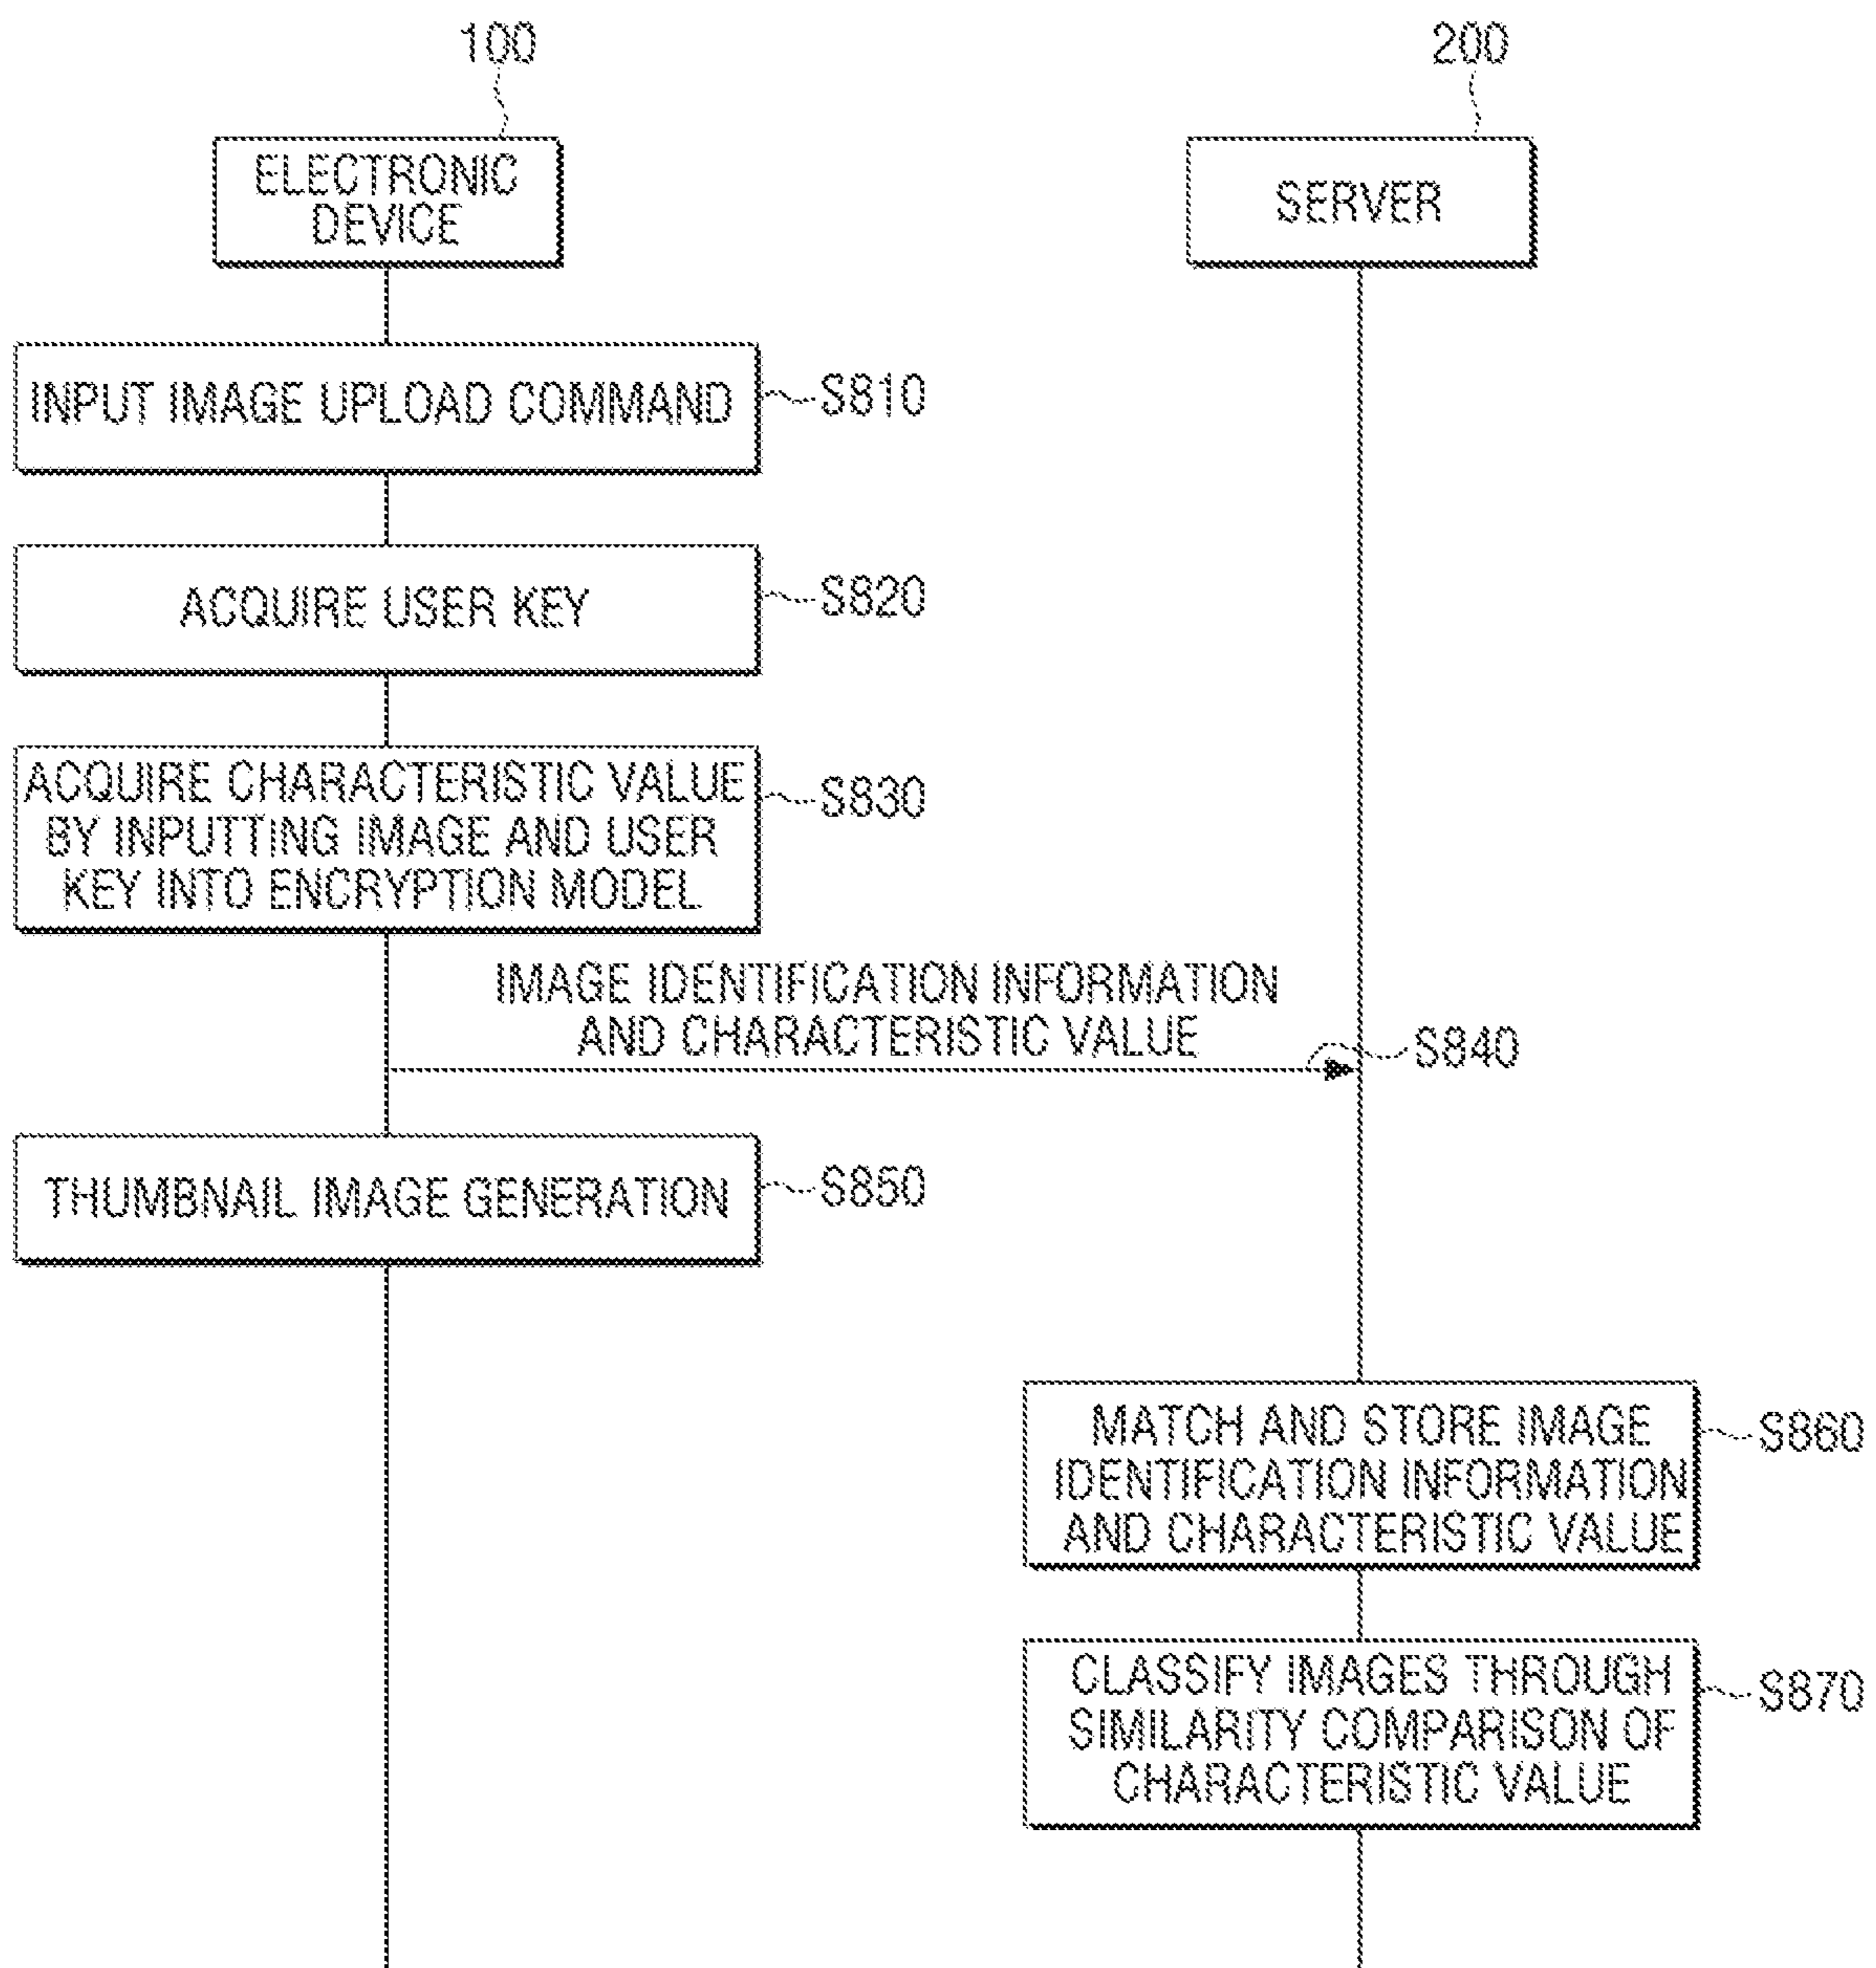 100
200
ELECTRONIC
DEVICE
SERVER
INPUT IMAGE UPLOAD COMMAND
S810
ACQUIRE USER KEY
S820
ACQUIRE CHARACTERISTIC VALUE
BY INPUTTING IMAGE AND USER
KEY INTO ENCRYPTION MODEL
S830
IMAGE IDENTIFICATION INFORMATION
AND CHARACTERISTIC VALUE
S840
THUMBNAIL IMAGE GENERATION
S850
MATCH AND STORE IMAGE
IDENTIFICATION INFORMATION
AND CHARACTERISTIC VALUE
S860
CLASSIFY IMAGES THROUGH
SIMILARITY COMPARISON OF
CHARACTERISTIC VALUE
S870